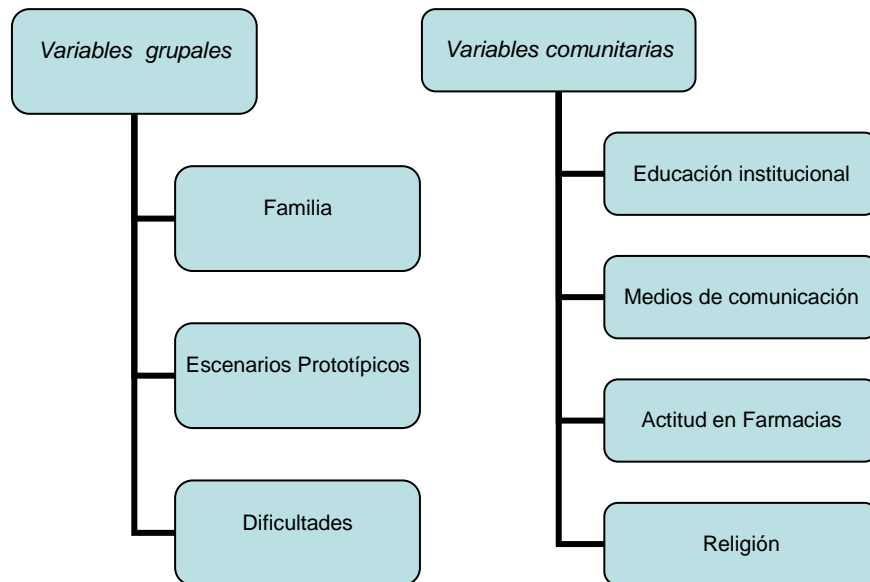 Variables grupales
Familia
Escenarios Prototípicos
Dificultades
Variables comunitarias
Educación institucional
Medios de comunicación
Actitud en Farmacias
Religión